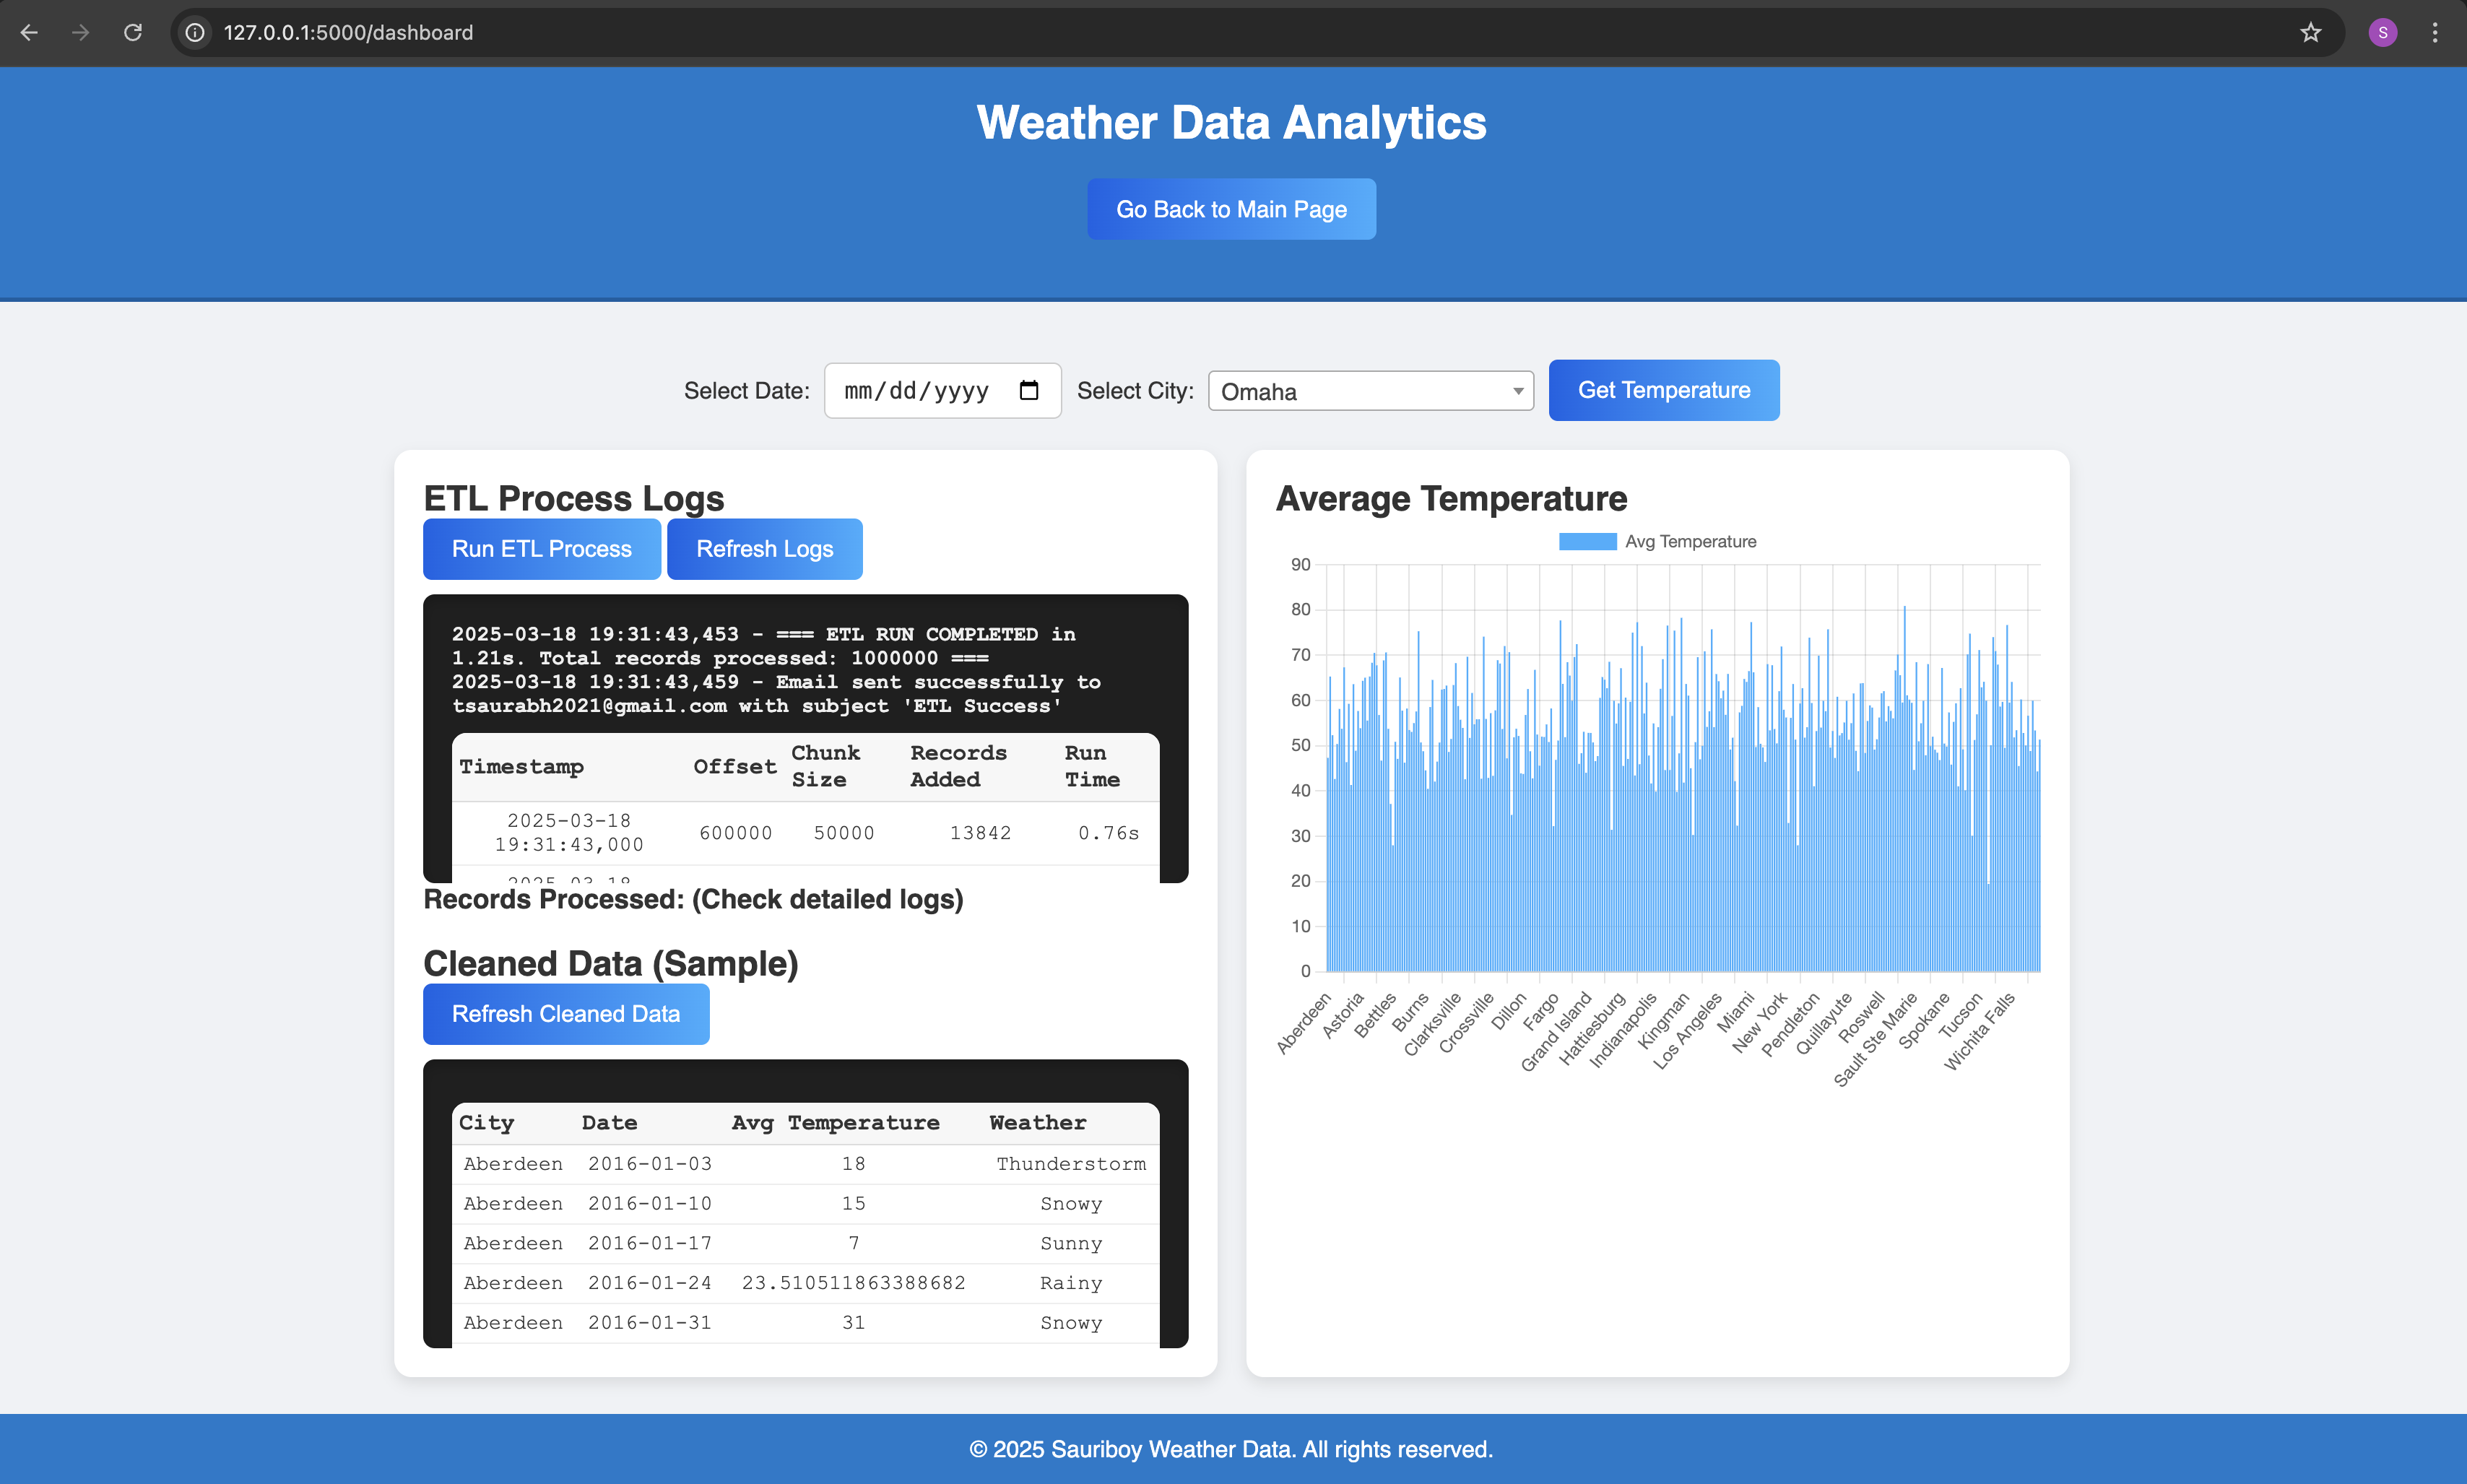 127.0.0.1:5000/dashboard
S
Weather Data Analytics
Go Back to Main Page
Select Date: mm/dd/yyyy Select City: Omaha Get Temperature
ETL Process Logs
Run ETL Process Refresh Logs
2025-03-18 19:31:43,453 - === ETL RUN COMPLETED in
1.21s. Total records processed: 1000000 ===
2025-03-18 19:31:43,459 - Email sent successfully to
tsaurabh2021@gmail.com with subject 'ETL Success'
Timestamp Offset Chunk Size Records Added Run Time
2025-03-18 19:31:43,000 600000 50000 13842 0.76s
2025-03-18
Records Processed: (Check detailed logs)
Cleaned Data (Sample)
Refresh Cleaned Data
City Date Avg Temperature Weather
Aberdeen 2016-01-03 18 Thunderstorm
Aberdeen 2016-01-10 15 Snowy
Aberdeen 2016-01-17 7 Sunny
Aberdeen 2016-01-24 23.510511863388682 Rainy
Aberdeen 2016-01-31 31 Snowy
Average Temperature
Avg Temperature
90
80
70
60
50
40
30
20
10
0
Aberdeen
Astoria
Bettles
Burns
Clarksville
Crossville
Dillon
Fargo
Grand Island
Hattiesburg
Indianapolis
Kingman
Los Angeles
Miami
New York
Pendleton
Quillayute
Roswell
Sault Ste Marie
Spokane
Tucson
Wichita Falls
© 2025 Sauriboy Weather Data. All rights reserved.